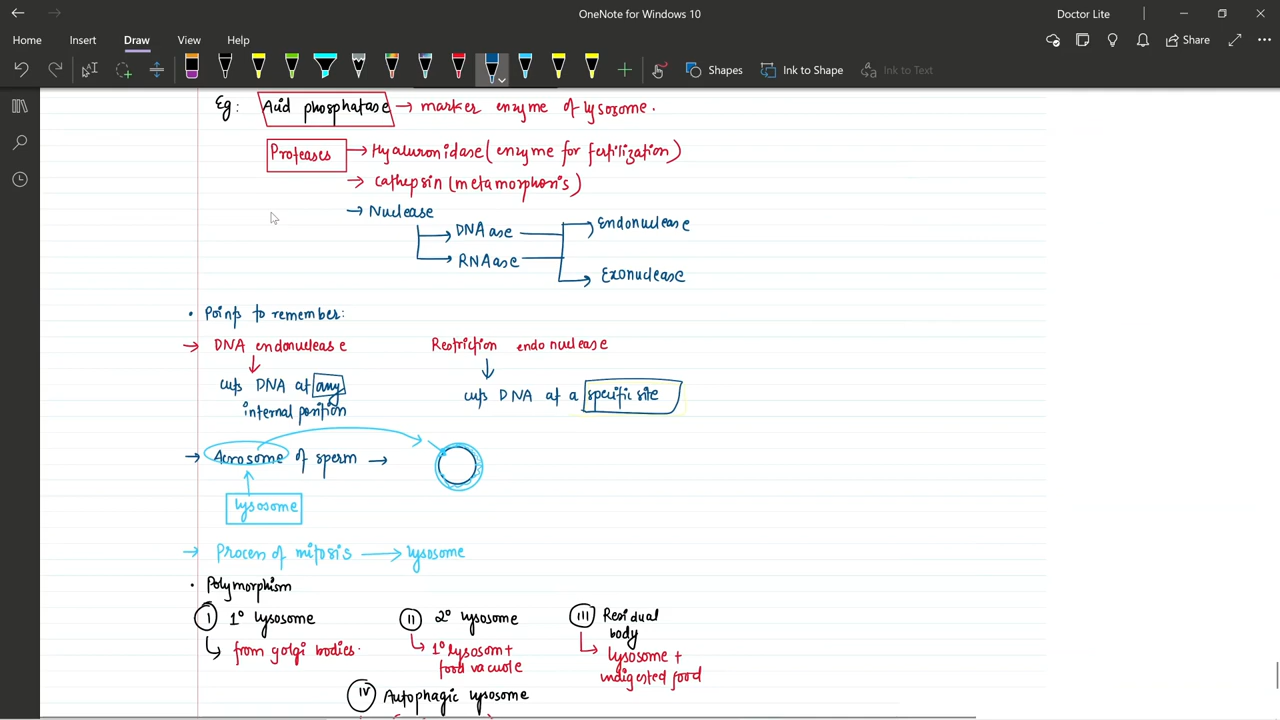 OneNote for Windows 10
Doctor Lite
Home Insert Draw View Help
Share
Shapes Ink to Shape Ink to Text
Eg: Acid phosphatase → marker enzyme of lysosome.
Proteases → Hyaluronidase (enzyme for fertilization)
→ Cathepsin (metamorphosis)
→ Nuclease
DNAase
RNAase
Endonuclease
Exonuclease
• Points to remember:
→ DNA endonuclease
cuts DNA at any
internal position
Restriction endonuclease
cuts DNA at a specific site
→ Acrosome of sperm →
lysosome
→ Process of mitosis → lysosome
• Polymorphism
I 1° lysosome
from golgi bodies.
II 2° lysosome
1° lysosom +
food vacuole
III Residual
body
lysosome +
undigested food
IV Autophagic lysosome